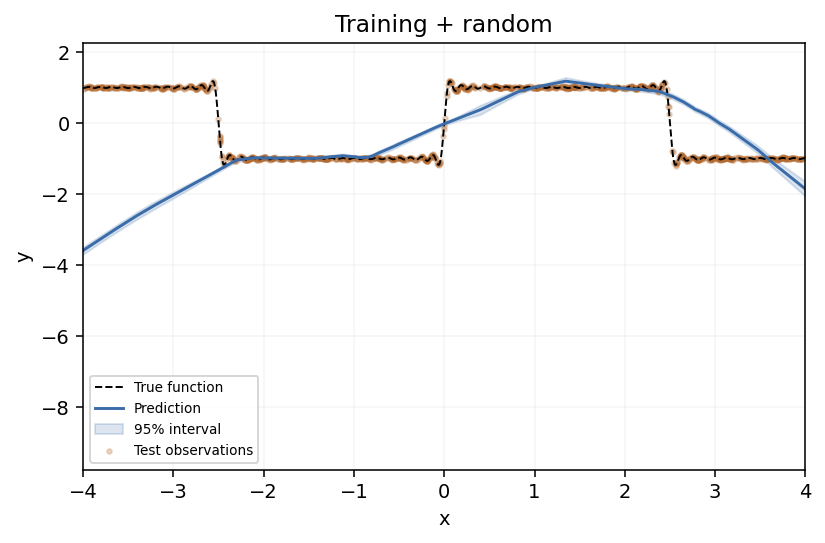 Training + random
2
0
−2
−4
−6
−8
y
−4
−3
−2
−1
0
1
2
3
4
x
True function
Prediction
95% interval
Test observations